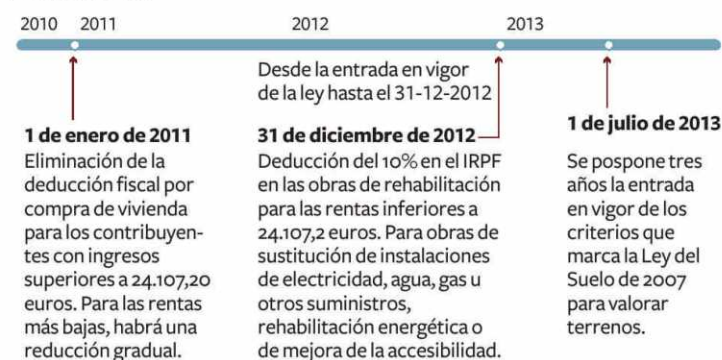 2010 2011 2012 2013
1 de enero de 2011
Eliminación de la
deducción fiscal por
compra de vivienda
para los contribuyen-
tes con ingresos
superiores a 24.107,20
euros. Para las rentas
más bajas, habrá una
reducción gradual.
Desde la entrada en vigor
de la ley hasta el 31-12-2012
31 de diciembre de 2012
Deducción del 10% en el IRPF
en las obras de rehabilitación
para las rentas inferiores a
24.107,2 euros. Para obras de
sustitución de instalaciones
de electricidad, agua, gas u
otros suministros,
rehabilitación energética o
de mejora de la accesibilidad.
1 de julio de 2013
Se pospone tres
años la entrada
en vigor de los
criterios que
marca la Ley del
Suelo de 2007
para valorar
terrenos.